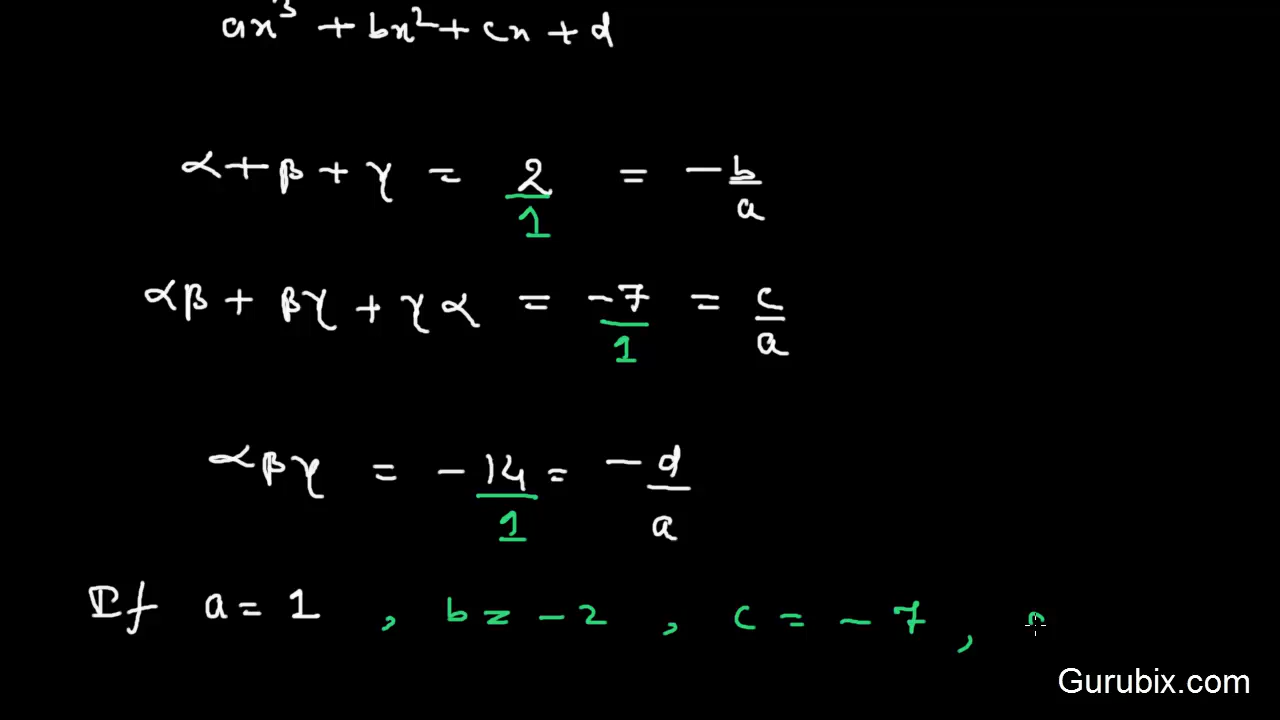 ax³ + bx² + cx + d
α + β + γ = 2/1 = -b/a
αβ + βγ + γα = -7/1 = c/a
αβγ = -14/1 = -d/a
If a = 1 , b = -2 , c = -7 ,
Gurubix.com